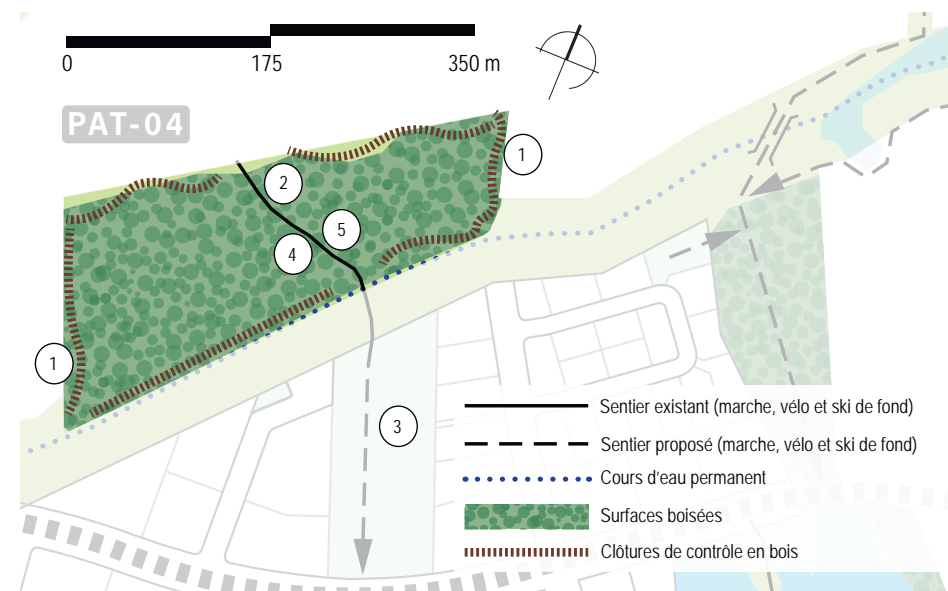 0 175 350 m
PAT-04
1
2
5
4
1
3
Sentier existant (marche, vélo et ski de fond)
Sentier proposé (marche, vélo et ski de fond)
Cours d'eau permanent
Surfaces boisées
Clôtures de contrôle en bois